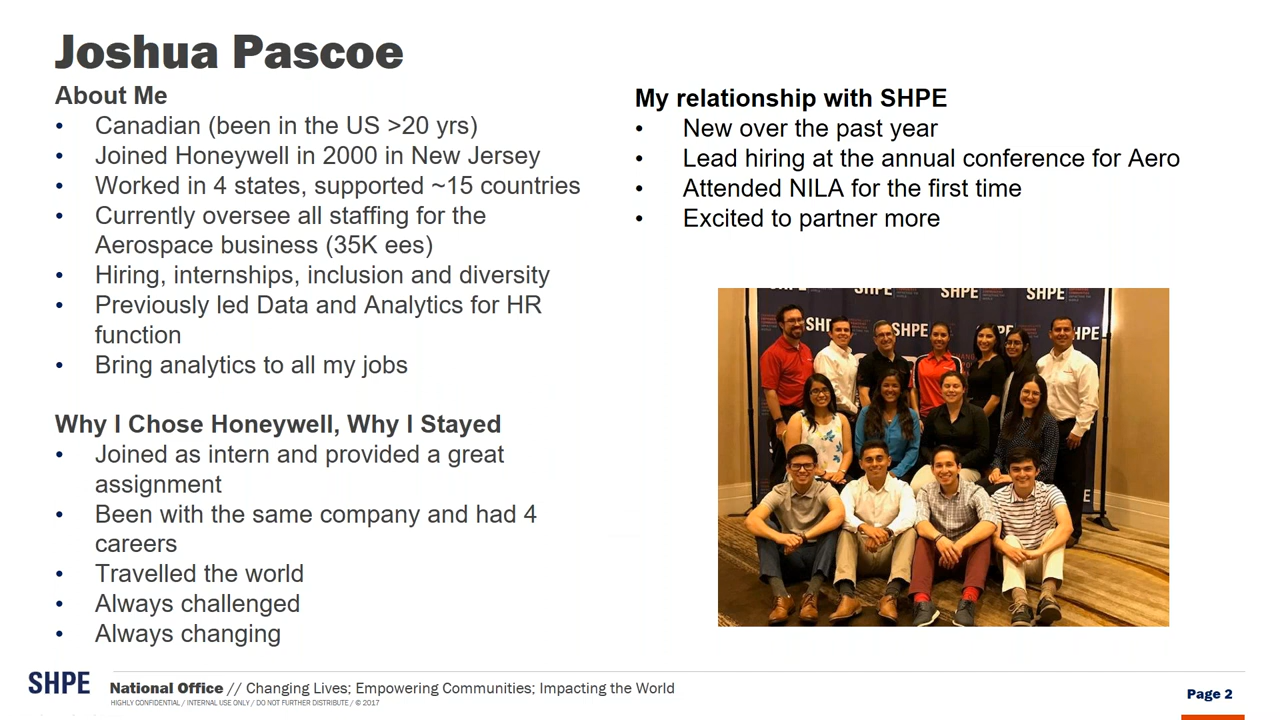 Joshua Pascoe
About Me
• Canadian (been in the US >20 yrs)
• Joined Honeywell in 2000 in New Jersey
• Worked in 4 states, supported ~15 countries
• Currently oversee all staffing for the
Aerospace business (35K ees)
• Hiring, internships, inclusion and diversity
• Previously led Data and Analytics for HR
function
• Bring analytics to all my jobs
Why I Chose Honeywell, Why I Stayed
• Joined as intern and provided a great
assignment
• Been with the same company and had 4
careers
• Travelled the world
• Always challenged
• Always changing
My relationship with SHPE
• New over the past year
• Lead hiring at the annual conference for Aero
• Attended NILA for the first time
• Excited to partner more
SHPE SHPE SHPE
SHPE
SHPE National Office // Changing Lives; Empowering Communities; Impacting the World
HIGHLY CONFIDENTIAL / INTERNAL USE ONLY / DO NOT FURTHER DISTRIBUTE / © 2017
Page 2